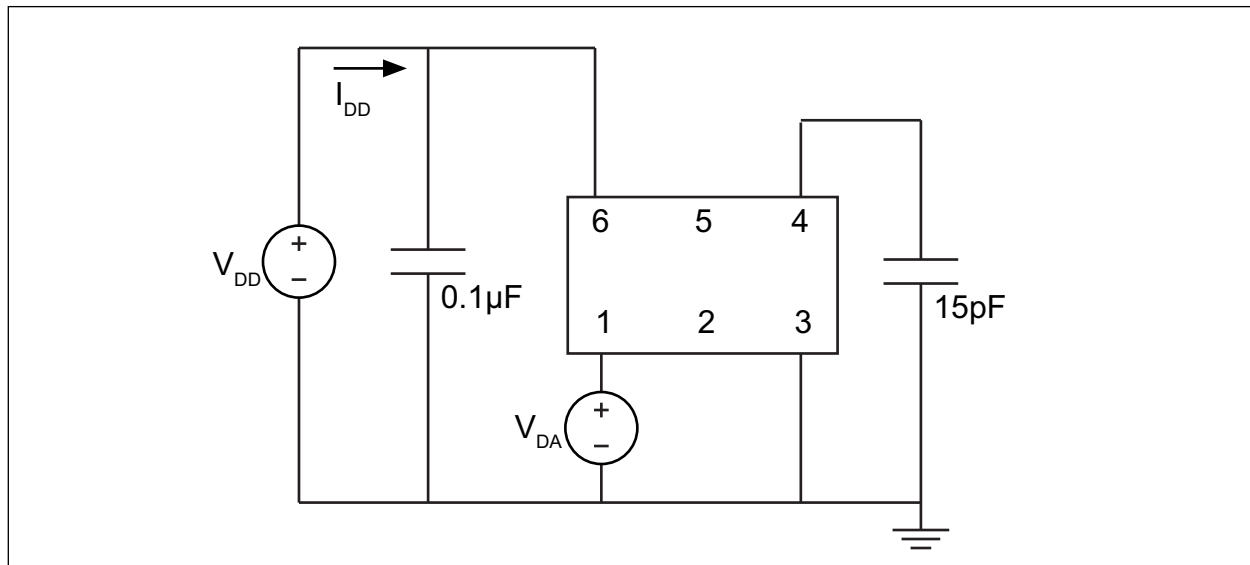 I_DD
6 5 4
+
−
V_DD
0.1µF
15pF
1 2 3
+
−
V_DA